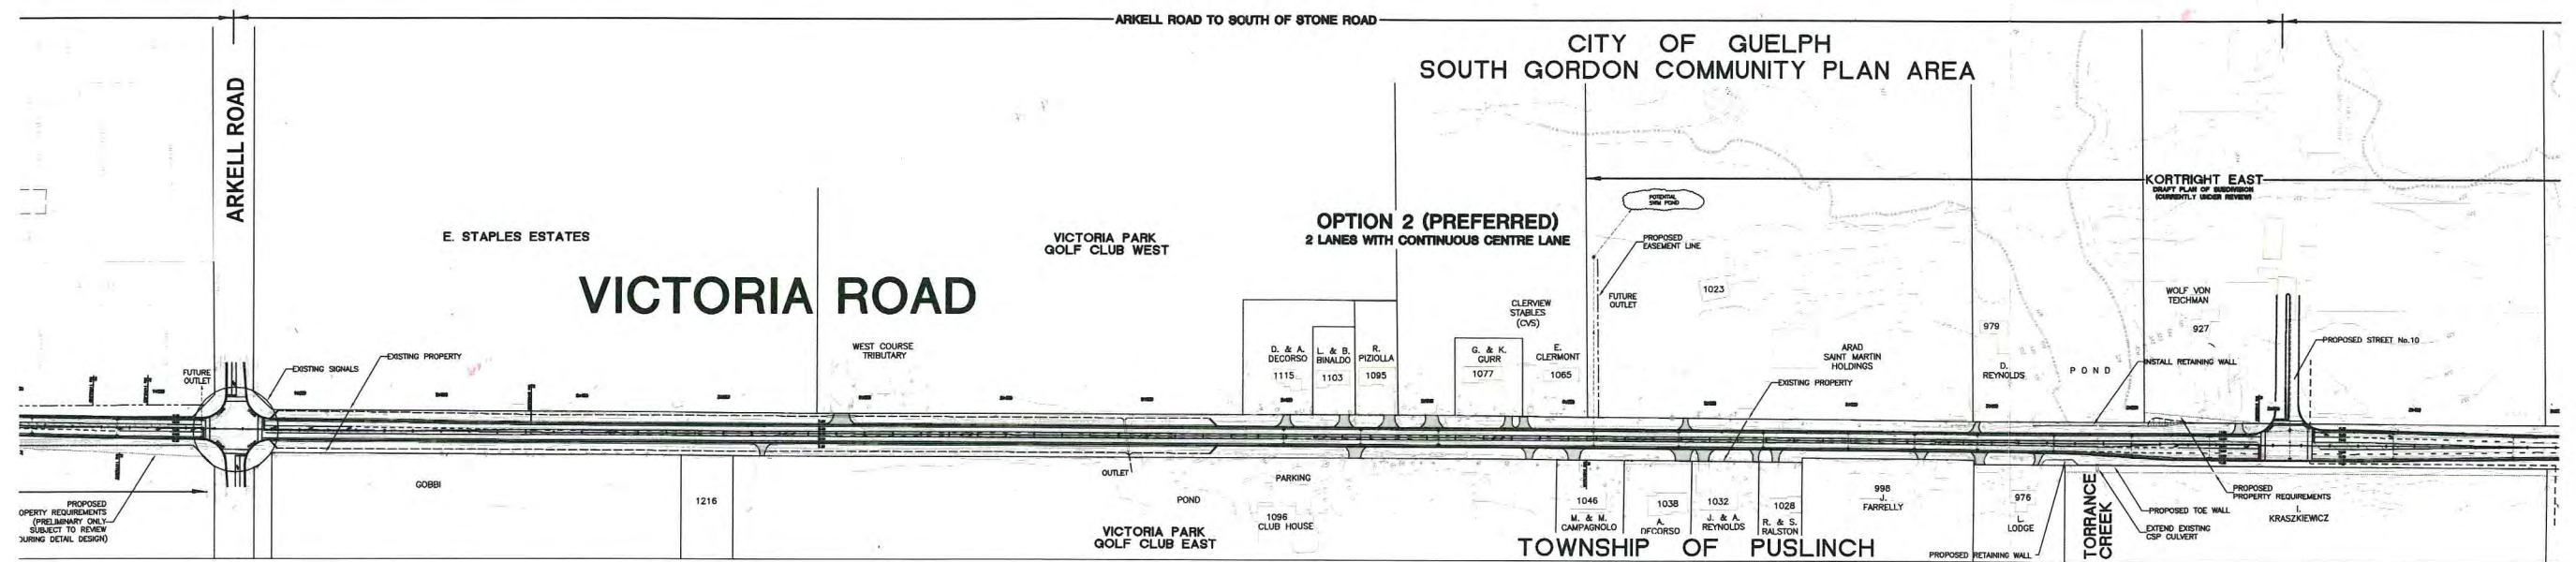 ARKELL ROAD TO SOUTH OF STONE ROAD
CITY OF GUELPH
SOUTH GORDON COMMUNITY PLAN AREA
ARKELL ROAD
KORTRIGHT EAST
DRAFT PLAN OF SUBDIVISION
(CURRENTLY UNDER REVIEW)
POTENTIAL
SWM POND
E. STAPLES ESTATES
VICTORIA PARK
GOLF CLUB WEST
OPTION 2 (PREFERRED)
2 LANES WITH CONTINUOUS CENTRE LANE
PROPOSED
EASEMENT LINE
VICTORIA ROAD
FUTURE
OUTLET
1023
CLERVIEW
STABLES
(CVS)
WOLF VON
TEICHMAN
927
979
PROPOSED STREET No.10
WEST COURSE
TRIBUTARY
D. & A.
DECORSO
1115
L. & B.
BINALDO
1103
R.
PIZIOLLA
1095
G. & K.
GURR
1077
E.
CLERMONT
1065
ARAD
SAINT MARTIN
HOLDINGS
D.
REYNOLDS
POND
INSTALL RETAINING WALL
EXISTING PROPERTY
EXISTING SIGNALS
FUTURE
OUTLET
EXISTING PROPERTY
OUTLET
PARKING
GOBBI
1216
POND
1096
CLUB HOUSE
VICTORIA PARK
GOLF CLUB EAST
1046
M. & M.
CAMPAGNOLO
1038
A.
DECORSO
1032
J. & A.
REYNOLDS
1028
R. & S.
RALSTON
998
J.
FARRELLY
976
L.
LODGE
TORRANCE
CREEK
PROPOSED
PROPERTY REQUIREMENTS
PROPOSED TOE WALL
I.
KRASZKIEWICZ
EXTEND EXISTING
CSP CULVERT
PROPOSED RETAINING WALL
TOWNSHIP OF PUSLINCH
PROPOSED
OPERTY REQUIREMENTS
(PRELIMINARY ONLY
SUBJECT TO REVIEW
DURING DETAIL DESIGN)